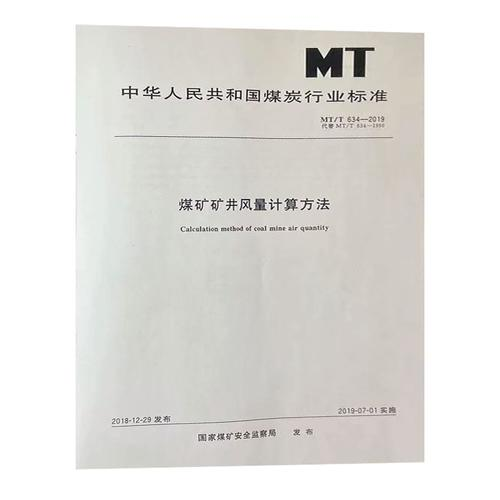 MT
中华人民共和国煤炭行业标准
MT/T 634—2019
代替 MT/T 634—1996
煤矿矿井风量计算方法
Calculation method of coal mine air quantity
2018-12-29 发布
2019-07-01 实施
国家煤矿安全监察局 发布